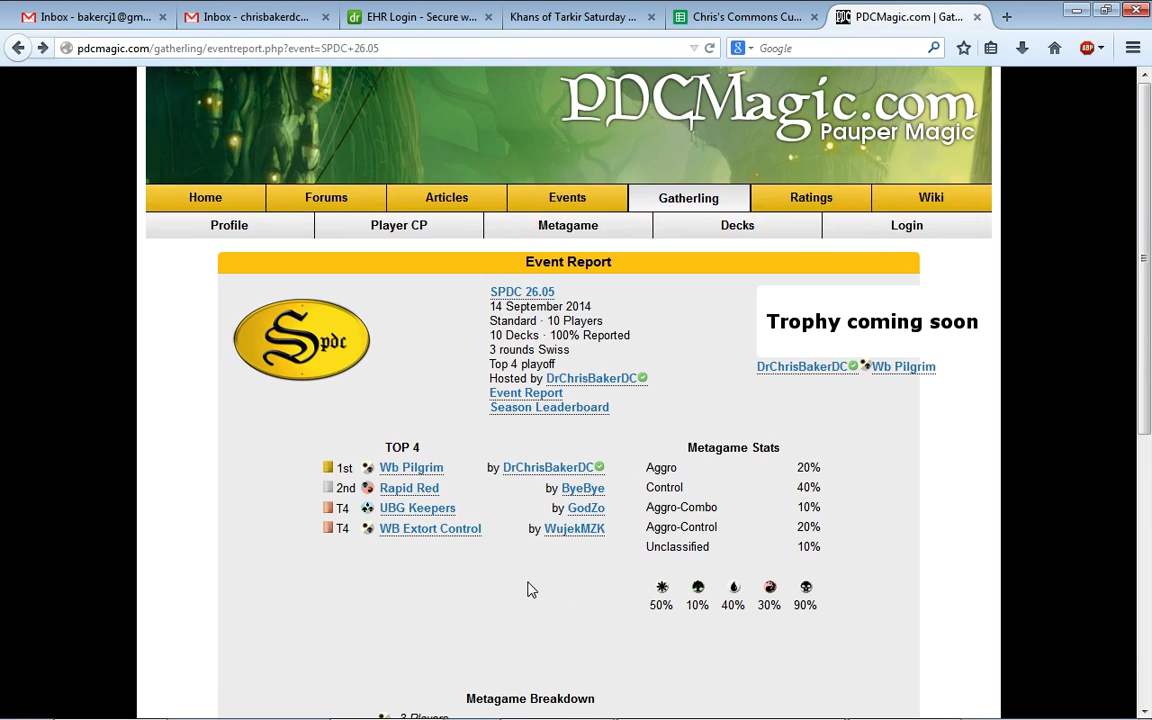 Inbox - bakercj1@gm...
Inbox - chrisbakerdc...
EHR Login - Secure w...
Khans of Tarkir Saturday ...
Chris's Commons Cu...
PDCMagic.com | Gat...
pdcmagic.com/gatherling/eventreport.php?event=SPDC+26.05
Google
ABP
PDCMagic.com
Pauper Magic
Home
Forums
Articles
Events
Gatherling
Ratings
Wiki
Profile
Player CP
Metagame
Decks
Login
Event Report
Spdc
SPDC 26.05
14 September 2014
Standard · 10 Players
10 Decks · 100% Reported
3 rounds Swiss
Top 4 playoff
Hosted by DrChrisBakerDC
Event Report
Season Leaderboard
Trophy coming soon
DrChrisBakerDC Wb Pilgrim
TOP 4
1st Wb Pilgrim by DrChrisBakerDC
2nd Rapid Red by ByeBye
T4 UBG Keepers by GodZo
T4 WB Extort Control by WujekMZK
Metagame Stats
Aggro 20%
Control 40%
Aggro-Combo 10%
Aggro-Control 20%
Unclassified 10%
50% 10% 40% 30% 90%
Metagame Breakdown
3 Players